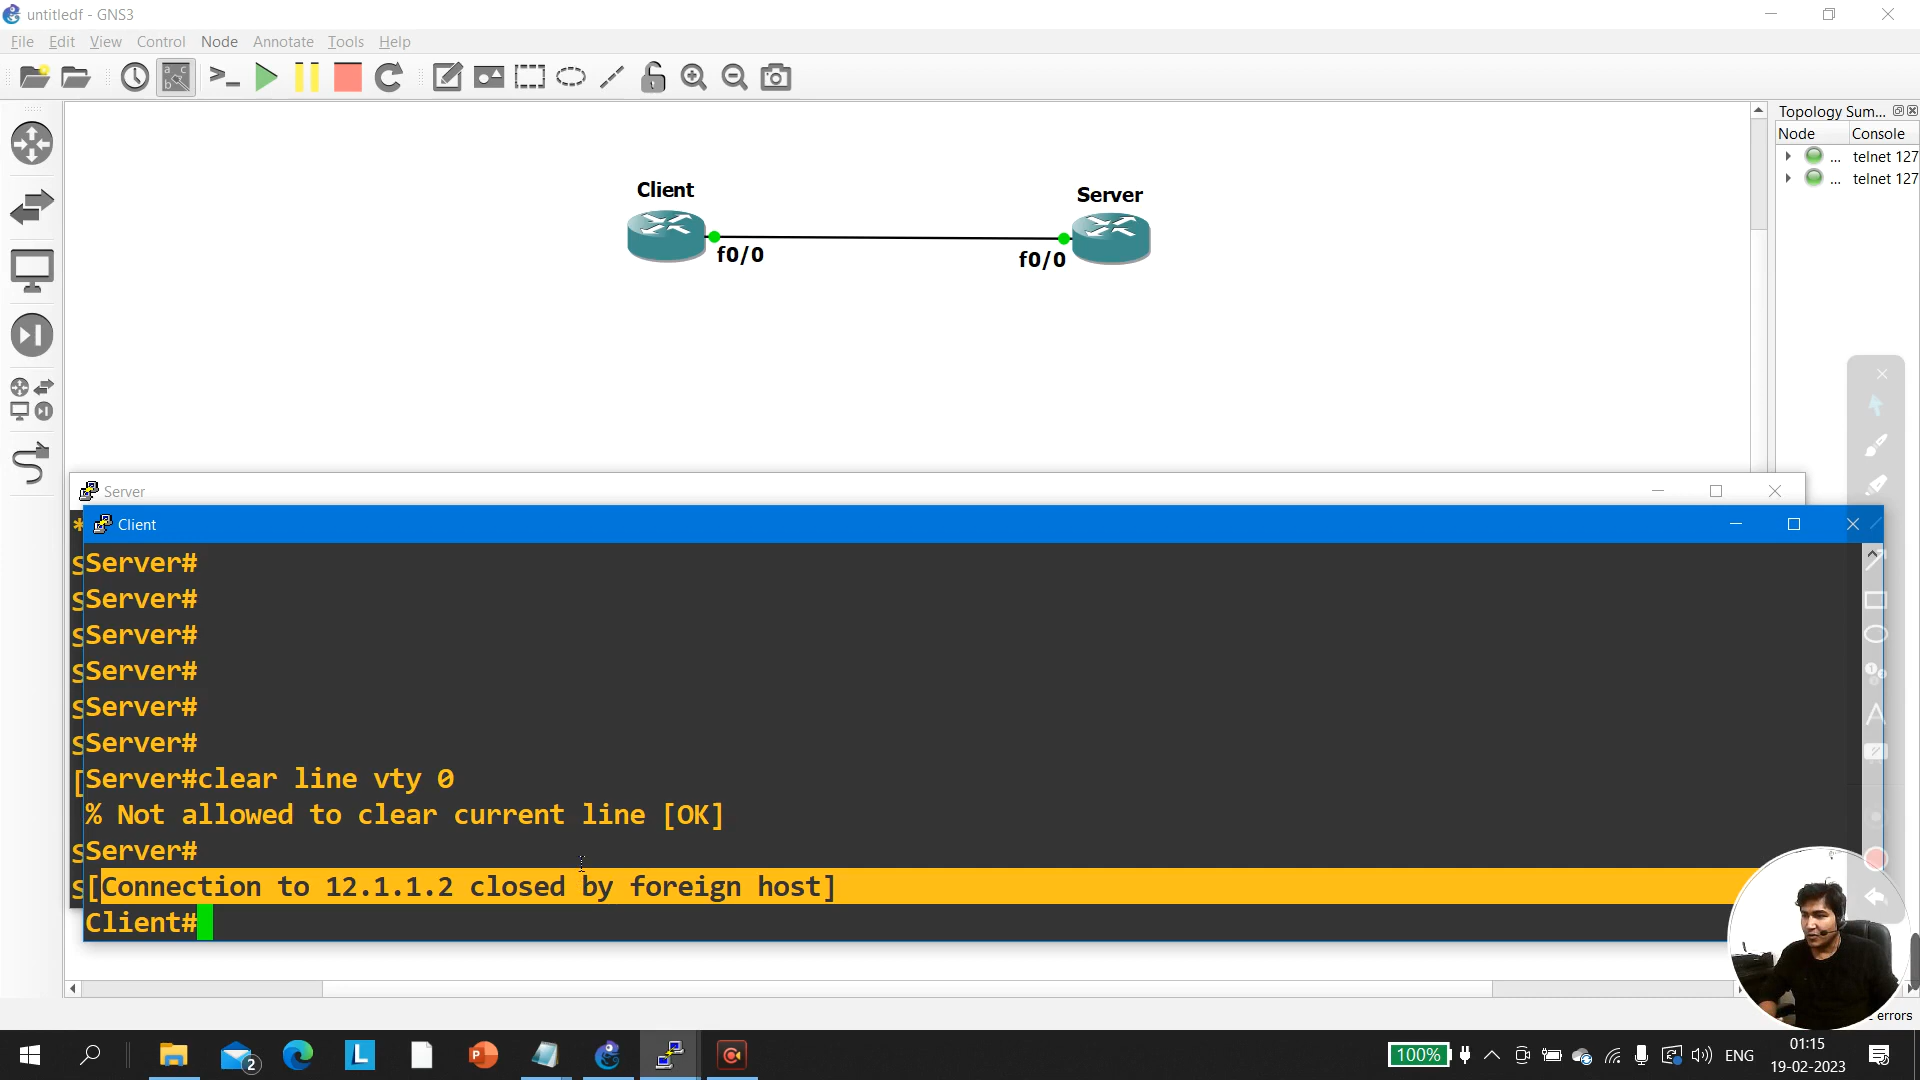 untitledf - GNS3
File Edit View Control Node Annotate Tools Help
Topology Sum...
Node Console
... telnet 127
... telnet 127
Client
Server
f0/0
f0/0
Server
Client
Server#
Server#
Server#
Server#
Server#
Server#
Server#clear line vty 0
% Not allowed to clear current line [OK]
Server#
[Connection to 12.1.1.2 closed by foreign host]
Client#
errors
2
L
100%
ENG
01:15
19-02-2023